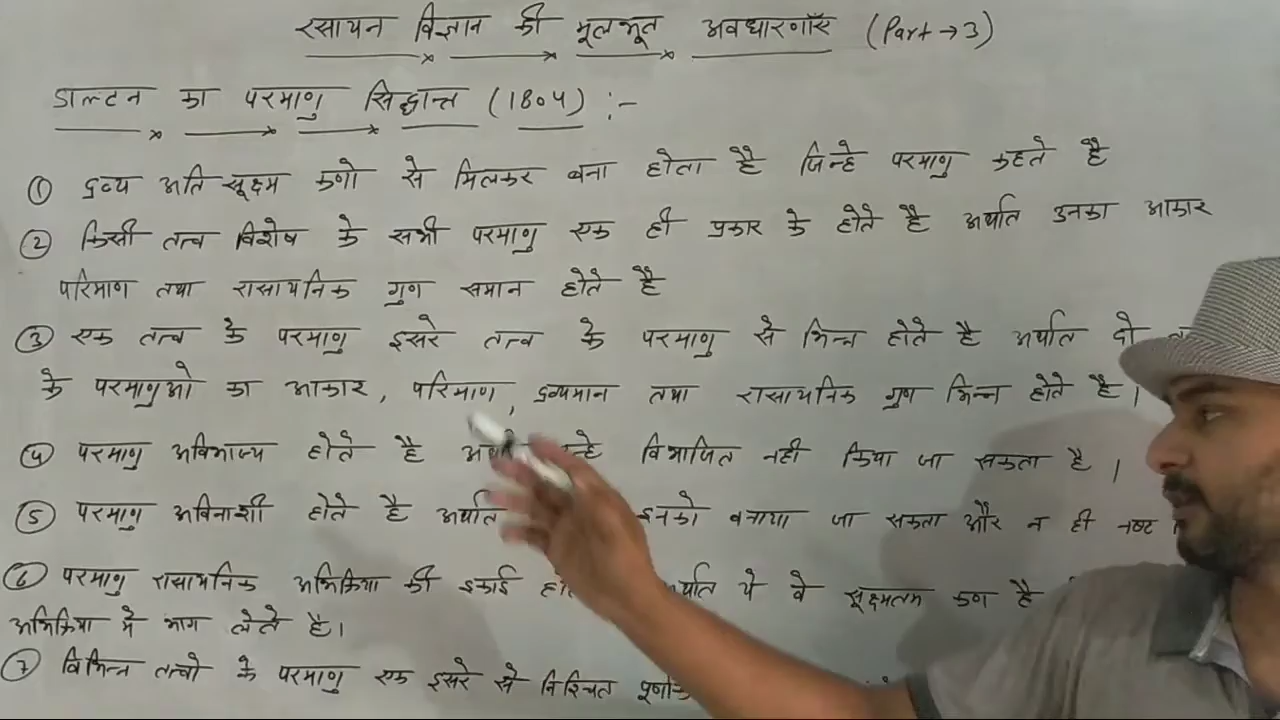 रसायन विज्ञान की मूलभूत अवधारणाएँ (Part → 3)
डाल्टन का परमाणु सिद्धान्त (1804) :-
① द्रव्य अति सूक्ष्म कणो से मिलकर बना होता है जिन्हे परमाणु कहते है
② किसी तत्व विशेष के सभी परमाणु एक ही प्रकार के होते है अर्थात उनका आकार
परिमाण तथा रासायनिक गुण समान होते है
③ एक तत्व के परमाणु दूसरे तत्व के परमाणु से भिन्न होते है अर्थात दो
के परमाणुओ का आकार, परिमाण, द्रव्यमान तथा रासायनिक गुण भिन्न होते है।
④ परमाणु अविभाज्य होते है विभाजित नही किया जा सकता है।
⑤ परमाणु अविनाशी होते है अर्थात इनको बनाया जा सकता और न ही नष्ट
⑥ परमाणु रासायनिक अभिक्रिया की इकाई ये वे सूक्ष्मतम कण है
अभिक्रिया मे भाग लेते है।
⑦ विभिन्न तत्वो के परमाणु एक दूसरे से निश्चित